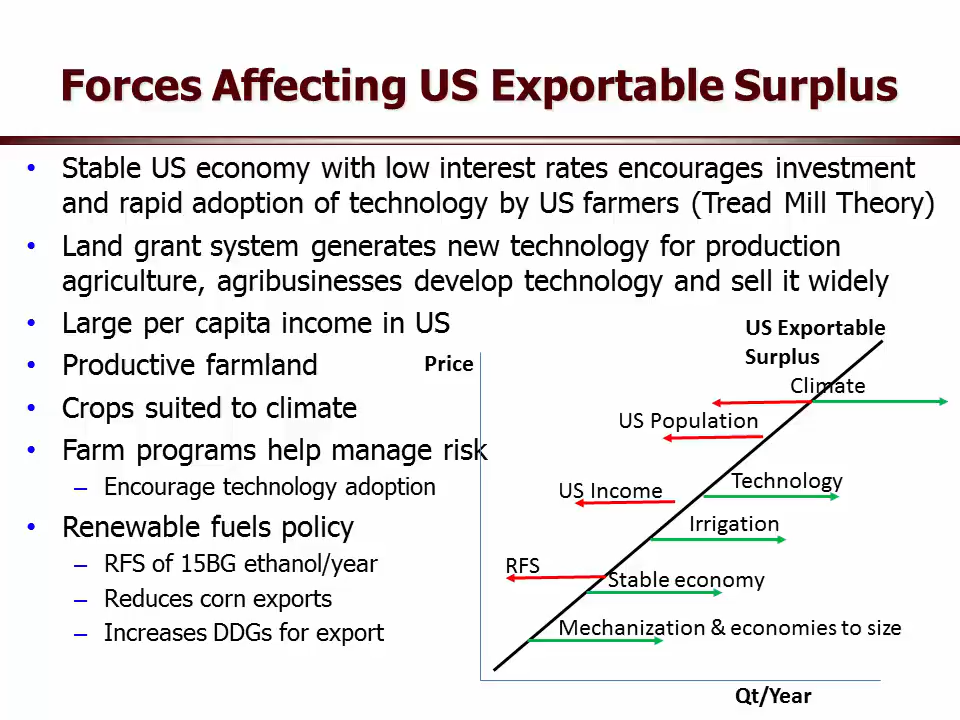 Forces Affecting US Exportable Surplus
• Stable US economy with low interest rates encourages investment
and rapid adoption of technology by US farmers (Tread Mill Theory)
• Land grant system generates new technology for production
agriculture, agribusinesses develop technology and sell it widely
• Large per capita income in US
• Productive farmland
• Crops suited to climate
• Farm programs help manage risk
– Encourage technology adoption
• Renewable fuels policy
– RFS of 15BG ethanol/year
– Reduces corn exports
– Increases DDGs for export
Price
US Exportable
Surplus
Climate
US Population
Technology
US Income
Irrigation
RFS
Stable economy
Mechanization & economies to size
Qt/Year